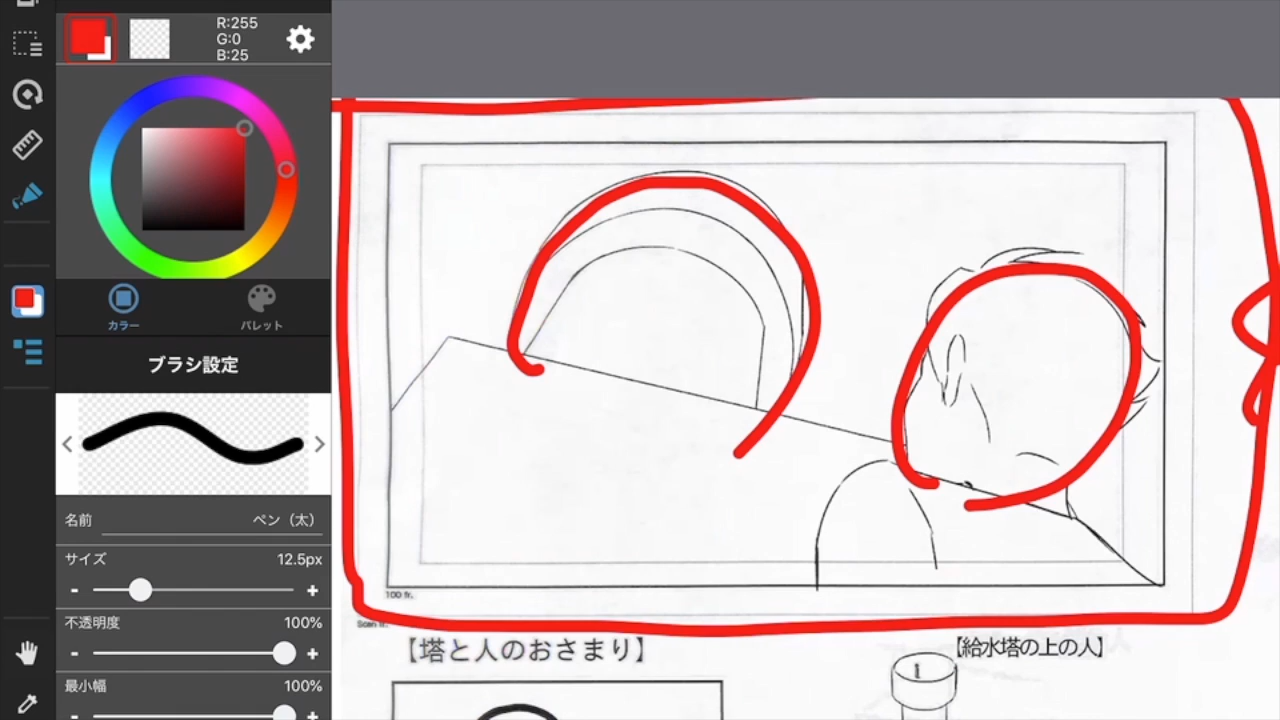 R:255
G:0
B:25
カラー
パレット
ブラシ設定
名前 ペン（太）
サイズ 12.5px
- +
不透明度 100%
- +
最小幅 100%
- +
100 fr.
【塔と人のおさまり】
【給水塔の上の人】